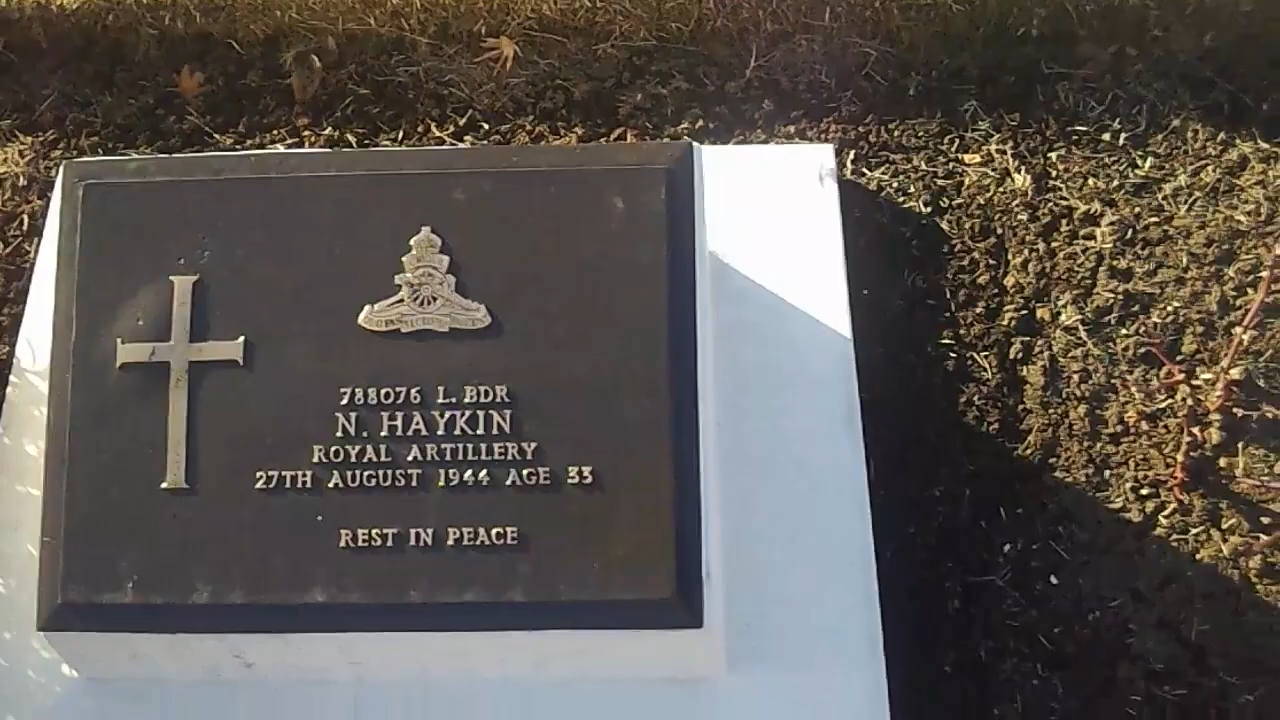 788076 L. BDR
N. HAYKIN
ROYAL ARTILLERY
27TH AUGUST 1944 AGE 33
REST IN PEACE